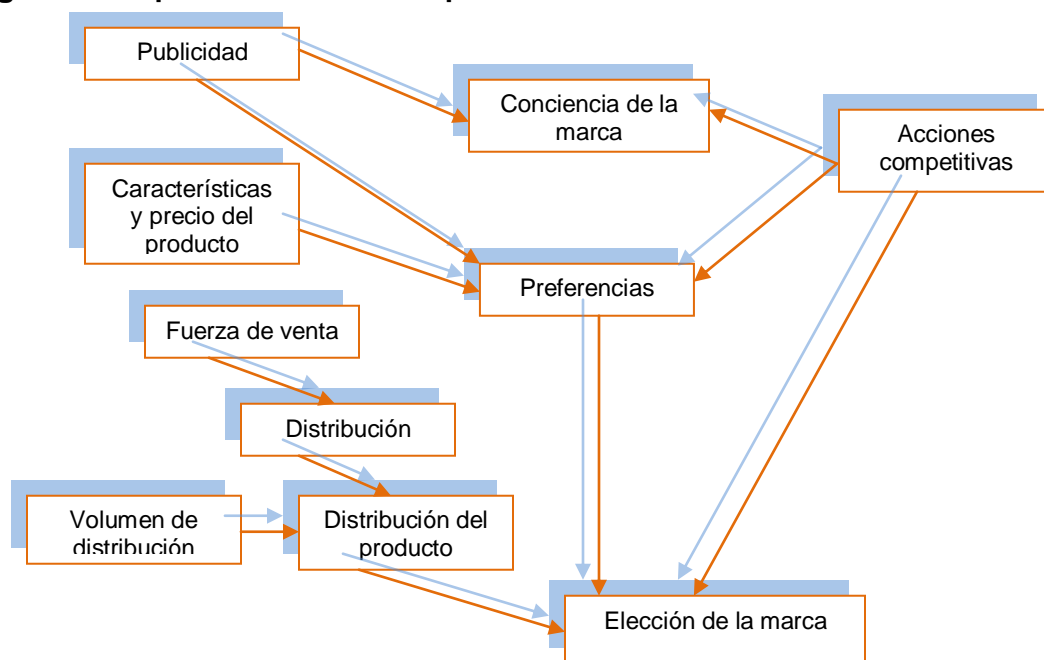 Publicidad
Conciencia de la
marca
Acciones
competitivas
Características
y precio del
producto
Preferencias
Fuerza de venta
Distribución
Volumen de
distribución
Distribución del
producto
Elección de la marca